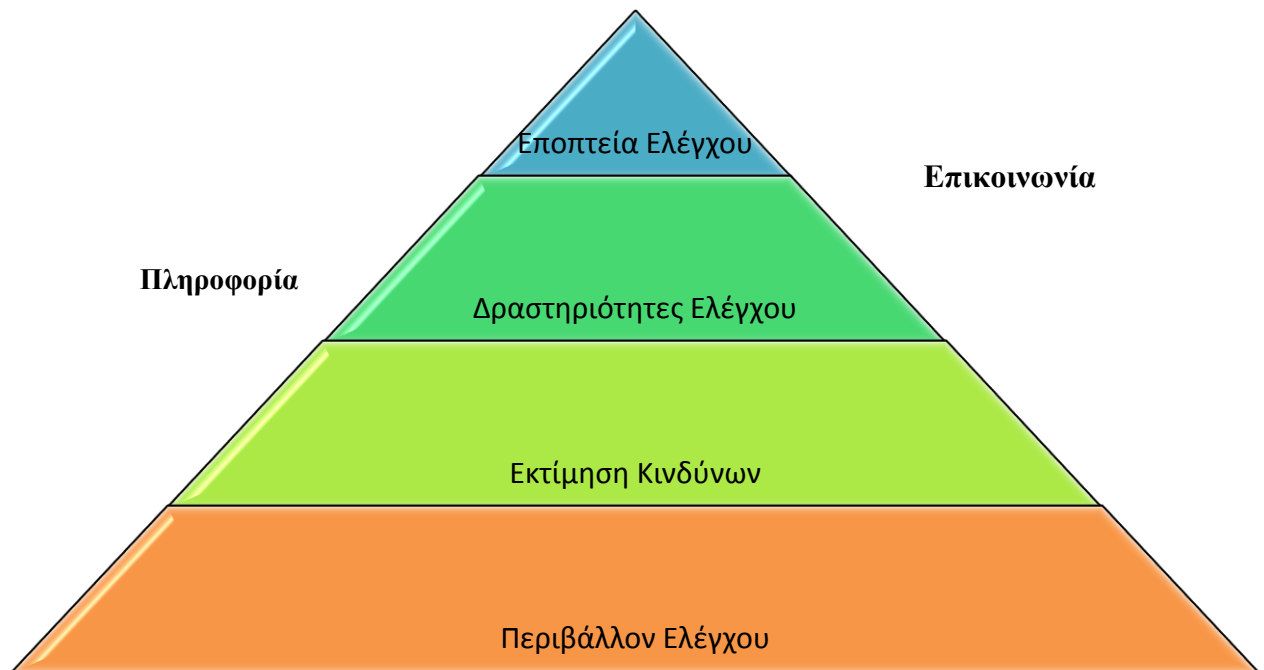 Εποπτεία Ελέγχου
Επικοινωνία
Πληροφορία
Δραστηριότητες Ελέγχου
Εκτίμηση Κινδύνων
Περιβάλλον Ελέγχου